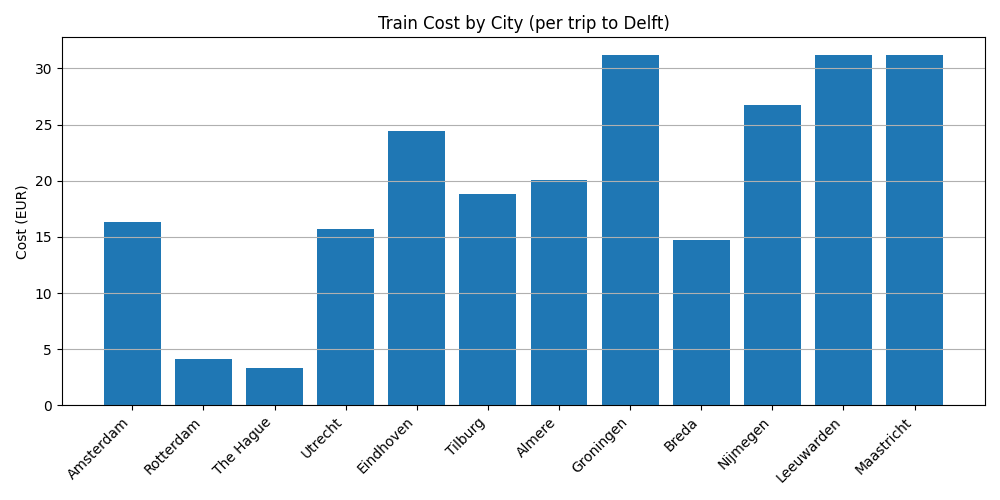 Train Cost by City (per trip to Delft)
Cost (EUR)
30
25
20
15
10
5
0
Amsterdam
Rotterdam
The Hague
Utrecht
Eindhoven
Tilburg
Almere
Groningen
Breda
Nijmegen
Leeuwarden
Maastricht